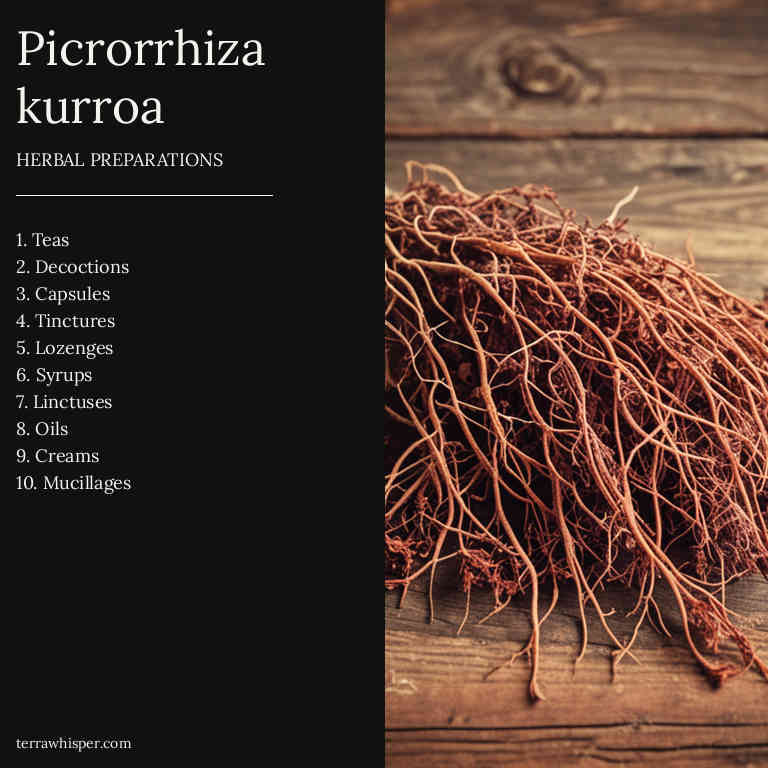 Picrorrhiza
kurroa
HERBAL PREPARATIONS
1. Teas
2. Decoctions
3. Capsules
4. Tinctures
5. Lozenges
6. Syrups
7. Linctuses
8. Oils
9. Creams
10. Mucillages
terrawhisper.com